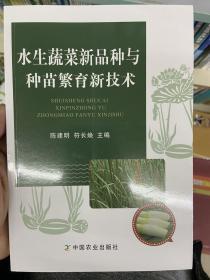 水生蔬菜新品种与
种苗繁育新技术
SHUISHENG SHUCAI
XINPINZHONG YU
ZHONGMIAO FANYU XINJISHU
陈建明 符长焕 主编
中国农业出版社